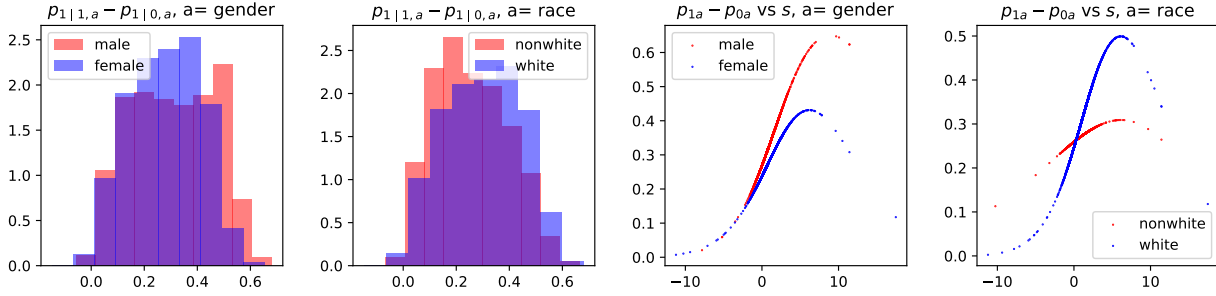 p1 | 1, a − p1 | 0, a, a= gender
male
female
2.5
2.0
1.5
1.0
0.5
0.0
0.0 0.2 0.4 0.6
p1 | 1, a − p1 | 0, a, a= race
nonwhite
white
2.5
2.0
1.5
1.0
0.5
0.0
0.0 0.2 0.4 0.6
p1a − p0a vs s, a= gender
male
female
0.6
0.5
0.4
0.3
0.2
0.1
0.0
−10 0 10
p1a − p0a vs s, a= race
0.5
0.4
0.3
0.2
0.1
0.0
nonwhite
white
−10 0 10